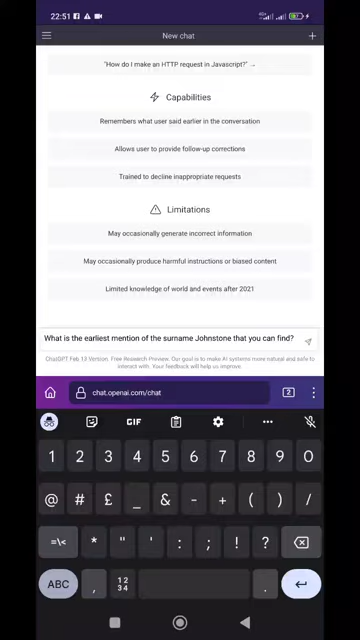 22:51
New chat
"How do I make an HTTP request in Javascript?" →
Capabilities
Remembers what user said earlier in the conversation
Allows user to provide follow-up corrections
Trained to decline inappropriate requests
Limitations
May occasionally generate incorrect information
May occasionally produce harmful instructions or biased content
Limited knowledge of world and events after 2021
What is the earliest mention of the surname Johnstone that you can find?
ChatGPT Feb 13 Version. Free Research Preview. Our goal is to make AI systems more natural and safe to
interact with. Your feedback will help us improve.
chat.openai.com/chat 2
GIF
1 2 3 4 5 6 7 8 9 0
@ # £ _ & - + ( ) /
=\< * " ' : ; ! ?
ABC , 12 34 .